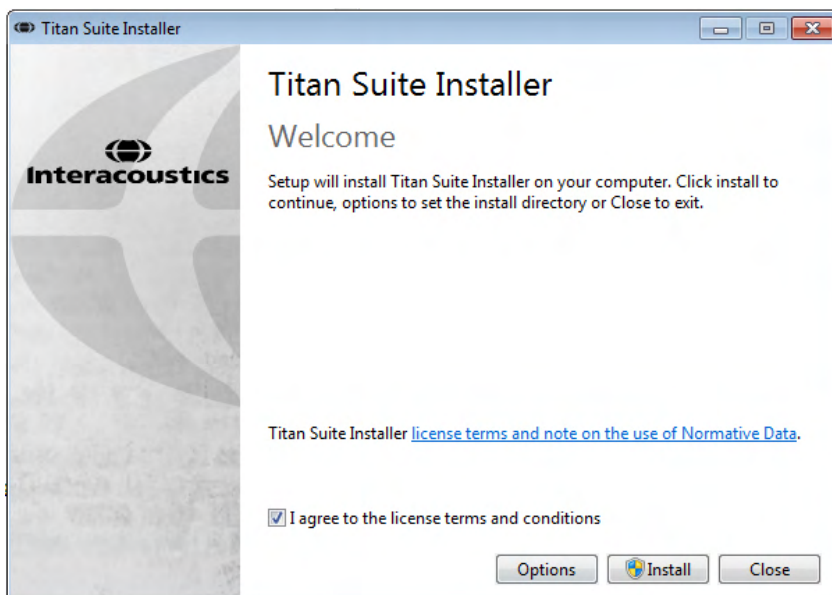 Titan Suite Installer
Interacoustics
Titan Suite Installer
Welcome
Setup will install Titan Suite Installer on your computer. Click install to
continue, options to set the install directory or Close to exit.
Titan Suite Installer license terms and note on the use of Normative Data.
I agree to the license terms and conditions
Options
Install
Close